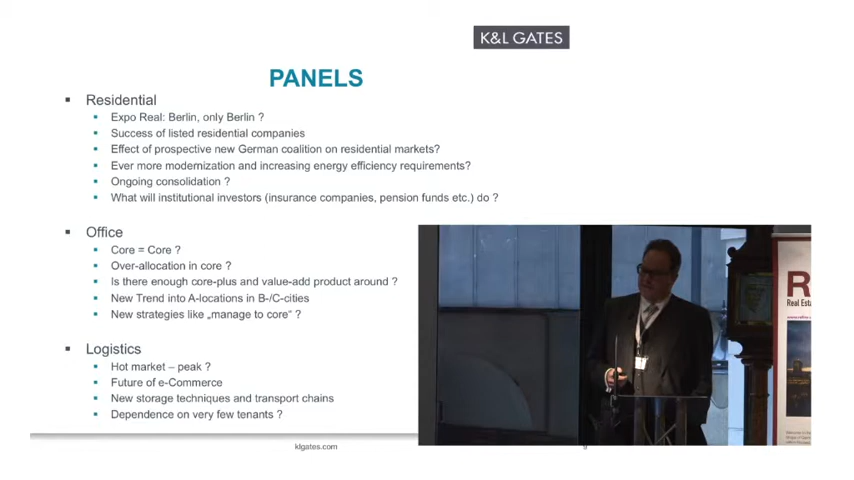 K&L GATES
PANELS
▪ Residential
▪ Expo Real: Berlin, only Berlin ?
▪ Success of listed residential companies
▪ Effect of prospective new German coalition on residential markets?
▪ Ever more modernization and increasing energy efficiency requirements?
▪ Ongoing consolidation ?
▪ What will institutional investors (insurance companies, pension funds etc.) do ?
▪ Office
▪ Core = Core ?
▪ Over-allocation in core ?
▪ Is there enough core-plus and value-add product around ?
▪ New Trend into A-locations in B-/C-cities
▪ New strategies like „manage to core“ ?
▪ Logistics
▪ Hot market – peak ?
▪ Future of e-Commerce
▪ New storage techniques and transport chains
▪ Dependence on very few tenants ?
klgates.com
R
Real Esta